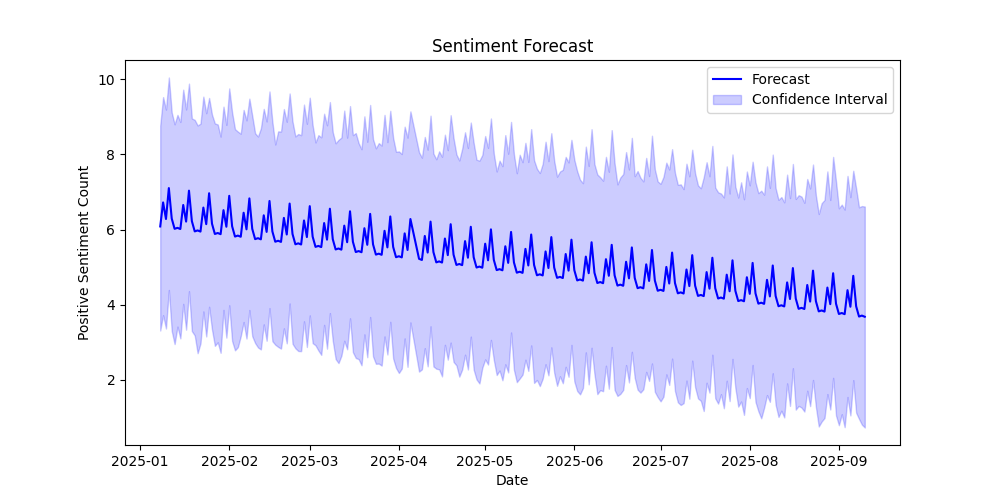 Sentiment Forecast
Forecast
Confidence Interval
Positive Sentiment Count
10
8
6
4
2
2025-01 2025-02 2025-03 2025-04 2025-05 2025-06 2025-07 2025-08 2025-09
Date